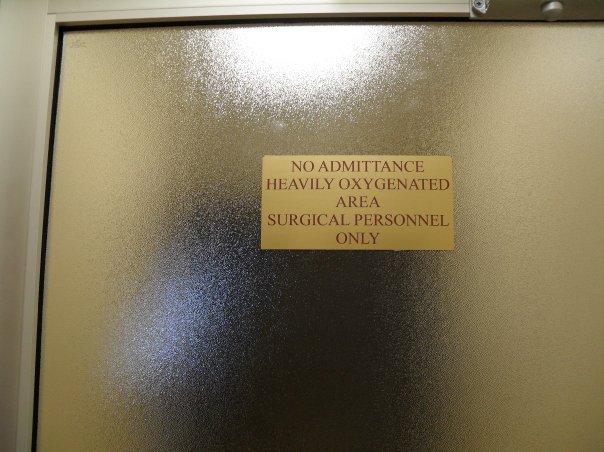 NO ADMITTANCE
HEAVILY OXYGENATED
AREA
SURGICAL PERSONNEL
ONLY